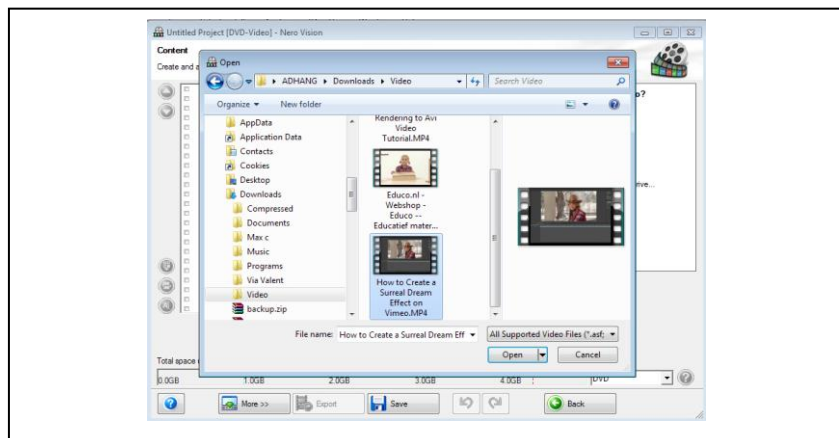 Untitled Project [DVD-Video] - Nero Vision
Content
Create and a
Open
ADHANG ▸ Downloads ▸ Video
Search Video
Organize
New folder
AppData
Application Data
Contacts
Cookies
Desktop
Downloads
Compressed
Documents
Max c
Music
Programs
Via Valent
Video
backup.zip
Rendering to Avi
Video
Tutorial.MP4
Educo.nl -
Webshop -
Educo --
Educatief mater...
How to Create a
Surreal Dream
Effect on
Vimeo.MP4
o?
rive...
File name: How to Create a Surreal Dream Eff
All Supported Video Files (*.asf;
Open
Cancel
Total space
0.0GB 1.0GB 2.0GB 3.0GB 4.0GB DVD
More >>
Export
Save
Back